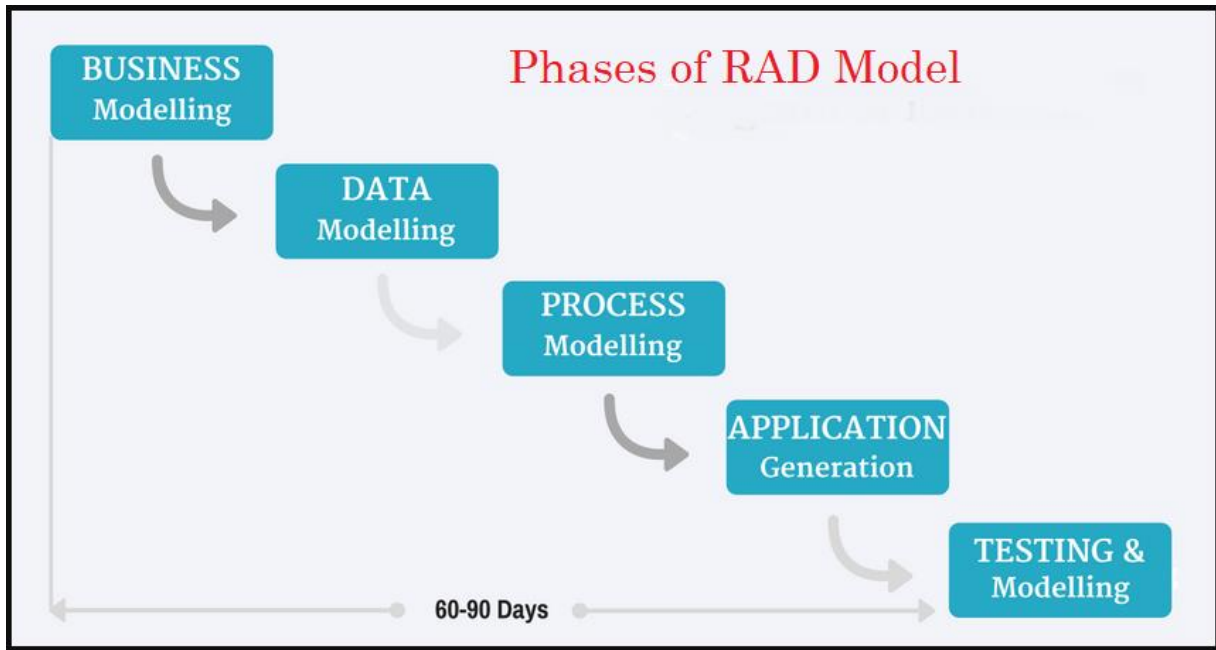 Phases of RAD Model
BUSINESS
Modelling
DATA
Modelling
PROCESS
Modelling
APPLICATION
Generation
TESTING &
Modelling
60-90 Days